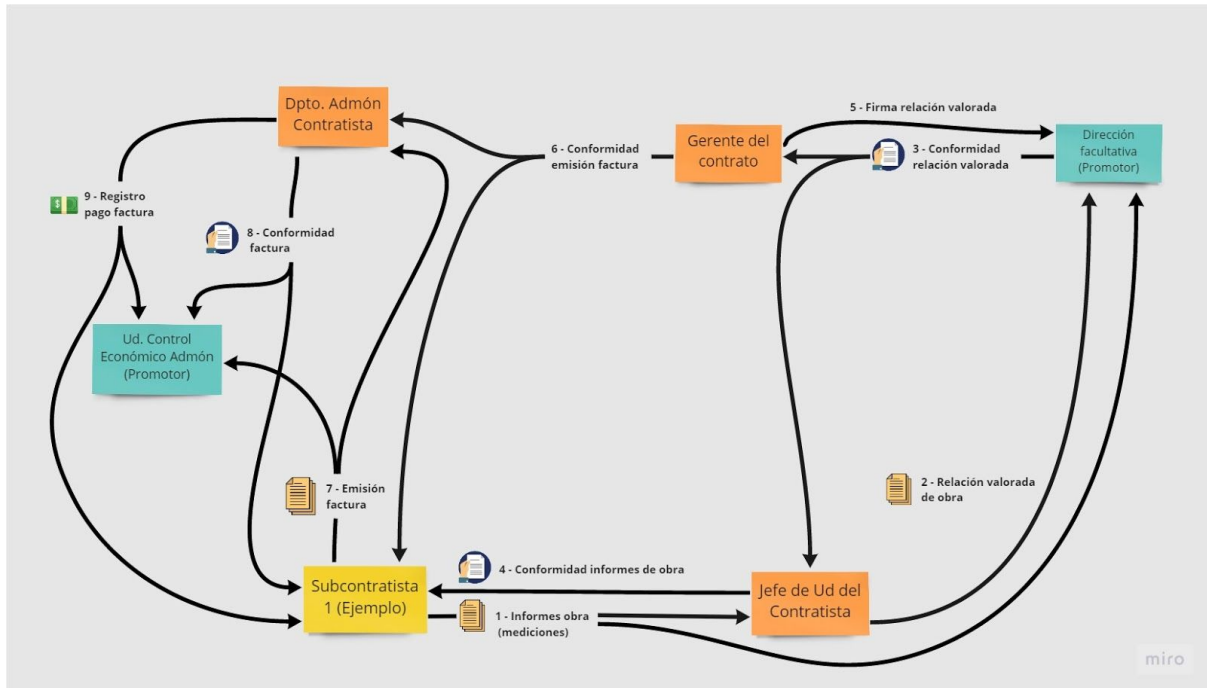 Dpto. Admón
Contratista
5 - Firma relación valorada
6 - Conformidad
emisión factura
Gerente del
contrato
3 - Conformidad
relación valorada
Dirección
facultativa
(Promotor)
9 - Registro
pago factura
8 - Conformidad
factura
Ud. Control
Económico Admón
(Promotor)
7 - Emisión
factura
2 - Relación valorada
de obra
4 - Conformidad informes de obra
Subcontratista
1 (Ejemplo)
1 - Informes obra
(mediciones)
Jefe de Ud del
Contratista
miro